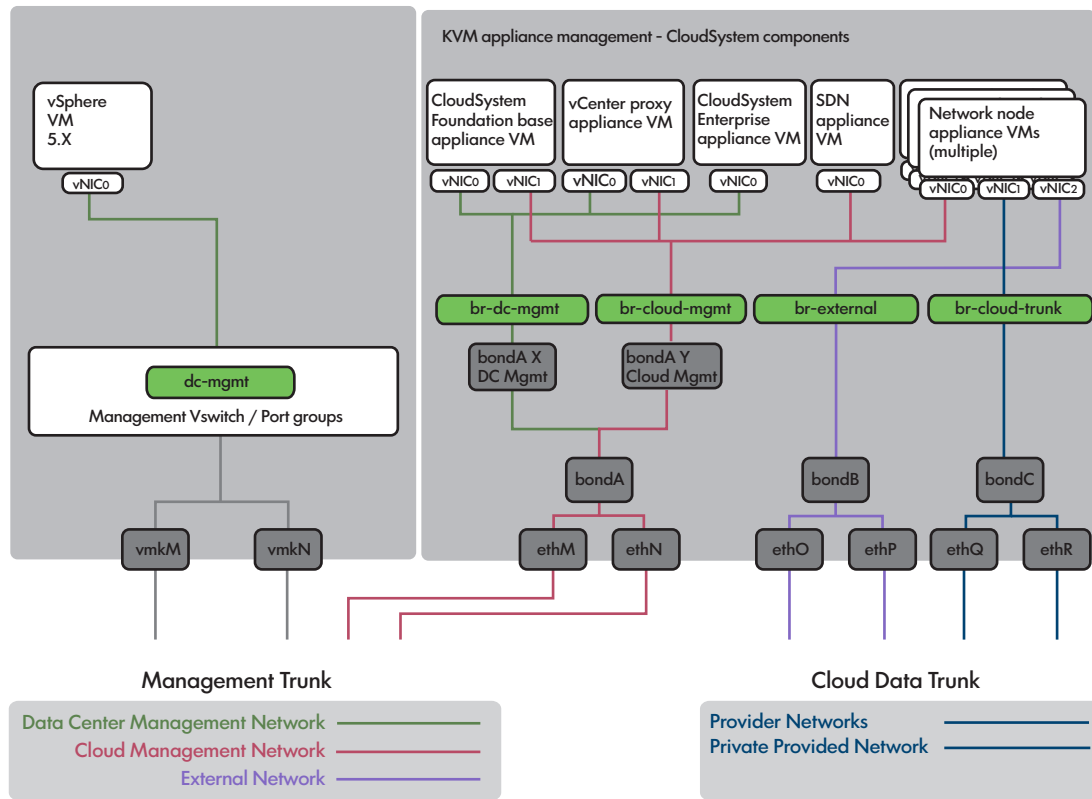 KVM appliance management - CloudSystem components
vSphere
VM
5.X
vNIC0
CloudSystem
Foundation base
appliance VM
vCenter proxy
appliance VM
CloudSystem
Enterprise
appliance VM
SDN
appliance
VM
Network node
appliance VMs
(multiple)
vNIC0
vNIC1
vNIC0
vNIC1
vNIC0
vNIC0
vNIC0
vNIC1
vNIC2
br-dc-mgmt
br-cloud-mgmt
br-external
br-cloud-trunk
bondA X
DC Mgmt
bondA Y
Cloud Mgmt
dc-mgmt
Management Vswitch / Port groups
bondA
bondB
bondC
vmkM
vmkN
ethM
ethN
ethO
ethP
ethQ
ethR
Management Trunk
Cloud Data Trunk
Data Center Management Network
Cloud Management Network
External Network
Provider Networks
Private Provided Network